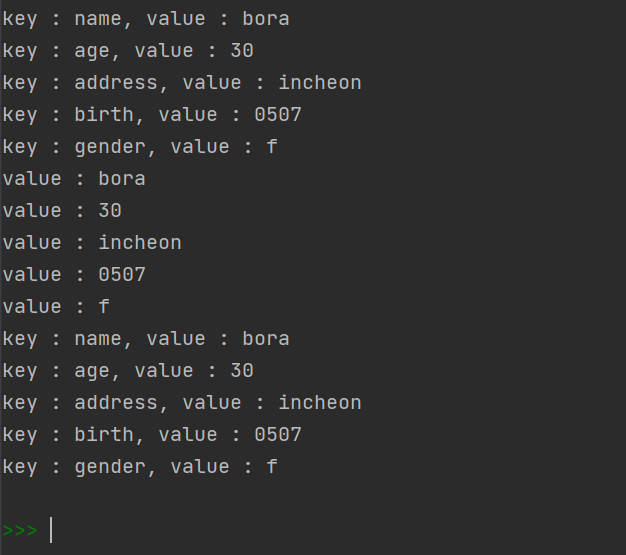 key : name, value : bora
key : age, value : 30
key : address, value : incheon
key : birth, value : 0507
key : gender, value : f
value : bora
value : 30
value : incheon
value : 0507
value : f
key : name, value : bora
key : age, value : 30
key : address, value : incheon
key : birth, value : 0507
key : gender, value : f
>>>